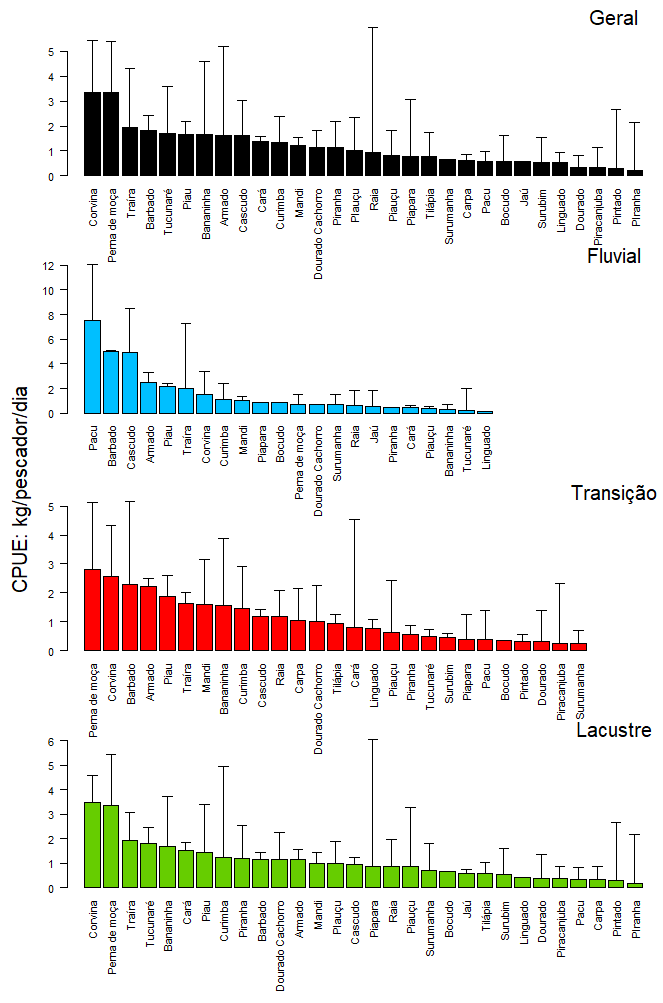 Geral
5
4
3
2
1
0
Corvina
Perna de moça
Traíra
Barbado
Tucunaré
Piau
Bananinha
Armado
Cascudo
Cará
Curimba
Mandi
Dourado Cachorro
Piranha
PIauçu
Raia
Piauçu
Piapara
Tilápia
Surumanha
Carpa
Pacu
Bocudo
Jaú
Surubim
Linguado
Dourado
Piracanjuba
Pintado
PIranha
Fluvial
12
10
8
6
4
2
0
Pacu
Barbado
Cascudo
Armado
Piau
Traíra
Corvina
Curimba
Mandi
Piapara
Bocudo
Perna de moça
Dourado Cachorro
Surumanha
Raia
Jaú
Piranha
Cará
Piauçu
Bananinha
Tucunaré
Linguado
CPUE: kg/pescador/dia
Transição
5
4
3
2
1
0
Perna de moça
Corvina
Barbado
Armado
Piau
Traíra
Mandi
Bananinha
Curimba
Cascudo
Raia
Carpa
Dourado Cachorro
Tilápia
Cará
Linguado
Piauçu
Piranha
Tucunaré
Surubim
Piapara
Pacu
Bocudo
Pintado
Dourado
Piracanjuba
Surumanha
Lacustre
6
5
4
3
2
1
0
Corvina
Perna de moça
Traíra
Tucunaré
Bananinha
Cará
Piau
Curimba
Piranha
Barbado
Dourado Cachorro
Armado
Mandi
PIauçu
Cascudo
Piapara
Raia
Piauçu
Surumanha
Bocudo
Jaú
Tilápia
Surubim
Linguado
Dourado
Piracanjuba
Pacu
Carpa
Pintado
PIranha